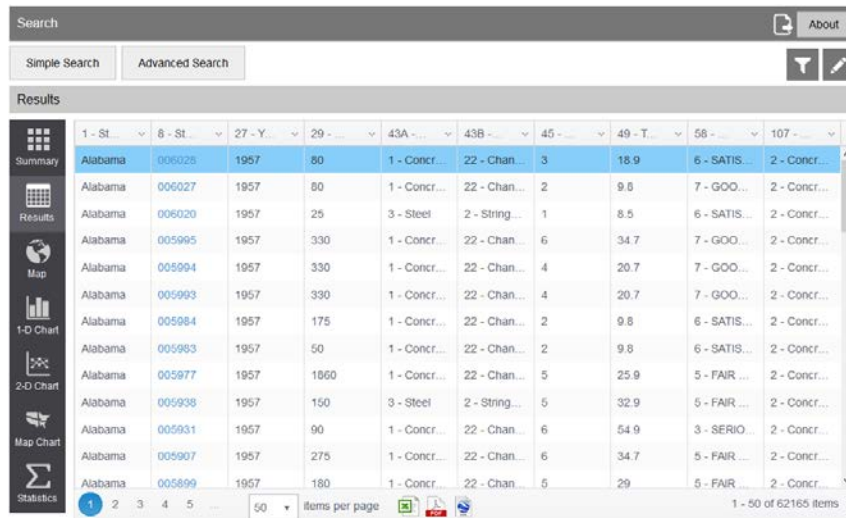 Search About
Simple Search Advanced Search
Results
1 - St... 8 - St... 27 - Y... 29 - ... 43A -... 43B -... 45 - ... 49 - T... 58 - ... 107 - ...
Summary Alabama 006028 1957 80 1 - Concr... 22 - Chan... 3 18.9 6 - SATIS... 2 - Concr...
Alabama 006027 1957 80 1 - Concr... 22 - Chan... 2 9.8 7 - GOO... 2 - Concr...
Results Alabama 006020 1957 25 3 - Steel 2 - String... 1 8.5 6 - SATIS... 2 - Concr...
Alabama 005995 1957 330 1 - Concr... 22 - Chan... 6 34.7 7 - GOO... 2 - Concr...
Map Alabama 005994 1957 330 1 - Concr... 22 - Chan... 4 20.7 7 - GOO... 2 - Concr...
Alabama 005993 1957 330 1 - Concr... 22 - Chan... 4 20.7 7 - GOO... 2 - Concr...
1-D Chart Alabama 005984 1957 175 1 - Concr... 22 - Chan... 2 9.8 6 - SATIS... 2 - Concr...
Alabama 005983 1957 50 1 - Concr... 22 - Chan... 2 9.8 6 - SATIS... 2 - Concr...
2-D Chart Alabama 005977 1957 1860 1 - Concr... 22 - Chan... 5 25.9 5 - FAIR ... 2 - Concr...
Alabama 005938 1957 150 3 - Steel 2 - String... 5 32.9 5 - FAIR ... 2 - Concr...
Map Chart Alabama 005931 1957 90 1 - Concr... 22 - Chan... 6 54.9 3 - SERIO... 2 - Concr...
Alabama 005907 1957 275 1 - Concr... 22 - Chan... 6 34.7 5 - FAIR ... 2 - Concr...
Alabama 005899 1957 180 1 - Concr... 22 - Chan... 5 29 5 - FAIR ... 2 - Concr...
Statistics 1 2 3 4 5 ... 50 items per page PDF 1 - 50 of 62165 items